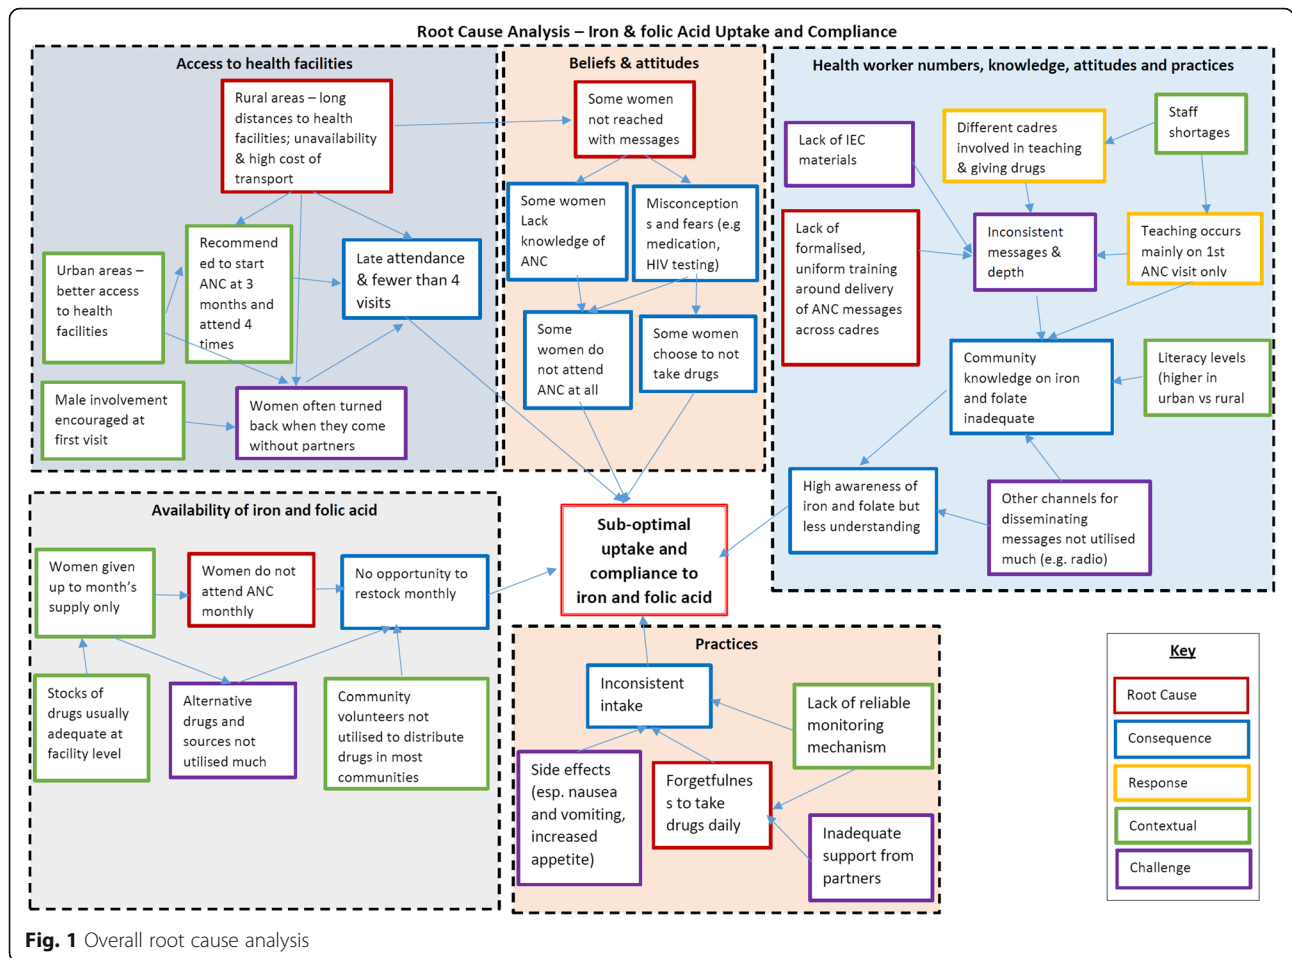 Root Cause Analysis – Iron & folic Acid Uptake and Compliance
Access to health facilities
Rural areas – long
distances to health
facilities; unavailability
& high cost of
transport
Urban areas –
better access
to health
facilities
Recommend
ed to start
ANC at 3
months and
attend 4
times
Late attendance
& fewer than 4
visits
Male involvement
encouraged at
first visit
Women often turned
back when they come
without partners
Beliefs & attitudes
Some women
not reached
with messages
Some women
Lack
knowledge of
ANC
Misconception
s and fears (e.g
medication,
HIV testing)
Some
women do
not attend
ANC at all
Some women
choose to not
take drugs
Health worker numbers, knowledge, attitudes and practices
Lack of IEC
materials
Different cadres
involved in teaching
& giving drugs
Staff
shortages
Lack of
formalised,
uniform training
around delivery
of ANC messages
across cadres
Inconsistent
messages &
depth
Teaching occurs
mainly on 1st
ANC visit only
Community
knowledge on iron
and folate
inadequate
Literacy levels
(higher in
urban vs rural
High awareness of
iron and folate but
less understanding
Other channels for
disseminating
messages not utilised
much (e.g. radio)
Availability of iron and folic acid
Women given
up to month’s
supply only
Women do not
attend ANC
monthly
No opportunity to
restock monthly
Stocks of
drugs usually
adequate at
facility level
Alternative
drugs and
sources not
utilised much
Community
volunteers not
utilised to distribute
drugs in most
communities
Sub-optimal
uptake and
compliance to
iron and folic acid
Practices
Inconsistent
intake
Lack of reliable
monitoring
mechanism
Side effects
(esp. nausea
and vomiting,
increased
appetite)
Forgetfulnes
s to take
drugs daily
Inadequate
support from
partners
Key
Root Cause
Consequence
Response
Contextual
Challenge
Fig. 1 Overall root cause analysis